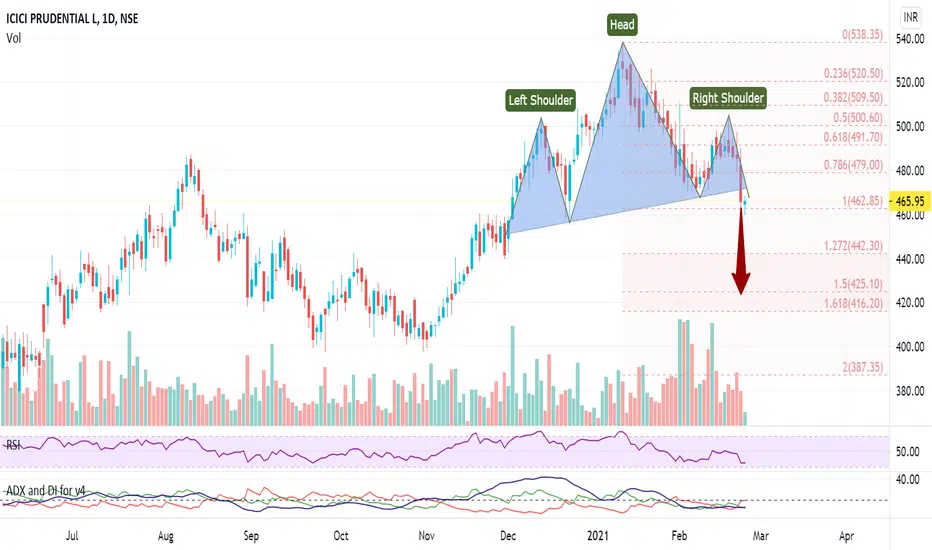 ICICI PRUDENTIAL L, 1D, NSE
Vol
INR
540.00
520.00
500.00
480.00
465.95
460.00
440.00
420.00
400.00
380.00
Head
Left Shoulder
Right Shoulder
0(538.35)
0.236(520.50)
0.382(509.50)
0.5(500.60)
0.618(491.70)
0.786(479.00)
1(462.85)
1.272(442.30)
1.5(425.10)
1.618(416.20)
2(387.35)
RSI
50.00
ADX and DI for v4
40.00
Jul Aug Sep Oct Nov Dec 2021 Feb Mar Apr